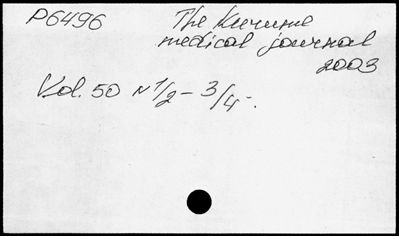 P6496 The Kurume
medical journal
2003
Vol. 50 N 1/2 - 3/4.